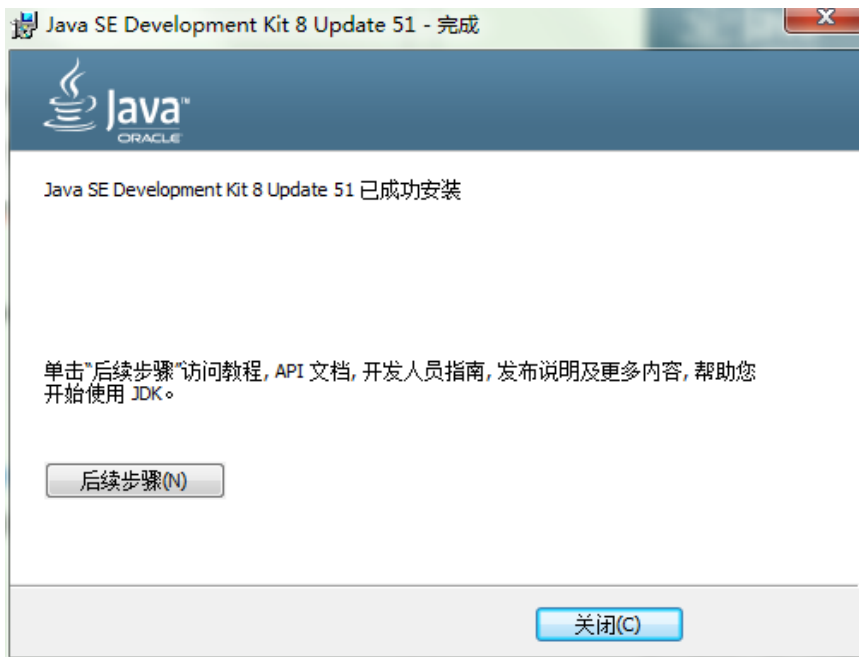 Java SE Development Kit 8 Update 51 - 完成
Java™
ORACLE
Java SE Development Kit 8 Update 51 已成功安装
单击"后续步骤"访问教程, API 文档, 开发人员指南, 发布说明及更多内容, 帮助您
开始使用 JDK。
后续步骤(N)
关闭(C)